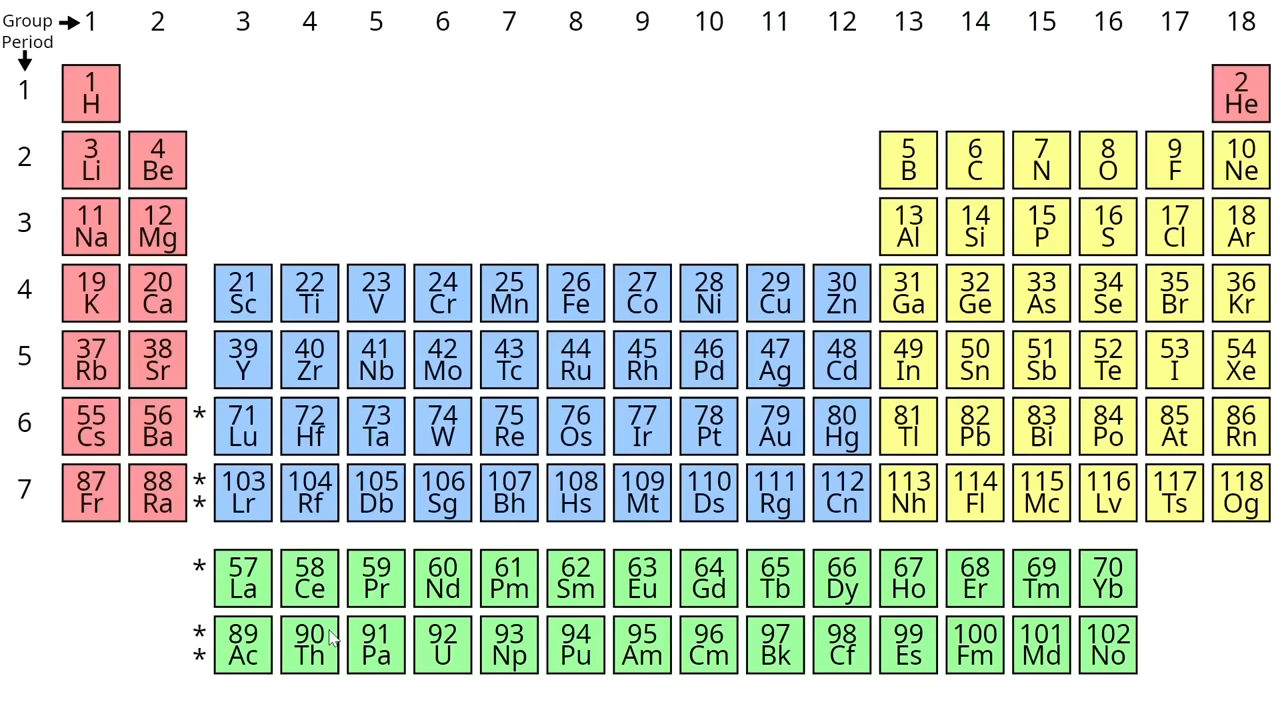 Group 1 2 3 4 5 6 7 8 9 10 11 12 13 14 15 16 17 18
Period
1 1 2
H He
2 3 4 5 6 7 8 9 10
Li Be B C N O F Ne
3 11 12 13 14 15 16 17 18
Na Mg Al Si P S Cl Ar
4 19 20 21 22 23 24 25 26 27 28 29 30 31 32 33 34 35 36
K Ca Sc Ti V Cr Mn Fe Co Ni Cu Zn Ga Ge As Se Br Kr
5 37 38 39 40 41 42 43 44 45 46 47 48 49 50 51 52 53 54
Rb Sr Y Zr Nb Mo Tc Ru Rh Pd Ag Cd In Sn Sb Te I Xe
6 55 56 * 71 72 73 74 75 76 77 78 79 80 81 82 83 84 85 86
Cs Ba Lu Hf Ta W Re Os Ir Pt Au Hg Tl Pb Bi Po At Rn
7 87 88 * 103 104 105 106 107 108 109 110 111 112 113 114 115 116 117 118
Fr Ra * Lr Rf Db Sg Bh Hs Mt Ds Rg Cn Nh Fl Mc Lv Ts Og
* 57 58 59 60 61 62 63 64 65 66 67 68 69 70
La Ce Pr Nd Pm Sm Eu Gd Tb Dy Ho Er Tm Yb
* 89 90 91 92 93 94 95 96 97 98 99 100 101 102
* Ac Th Pa U Np Pu Am Cm Bk Cf Es Fm Md No